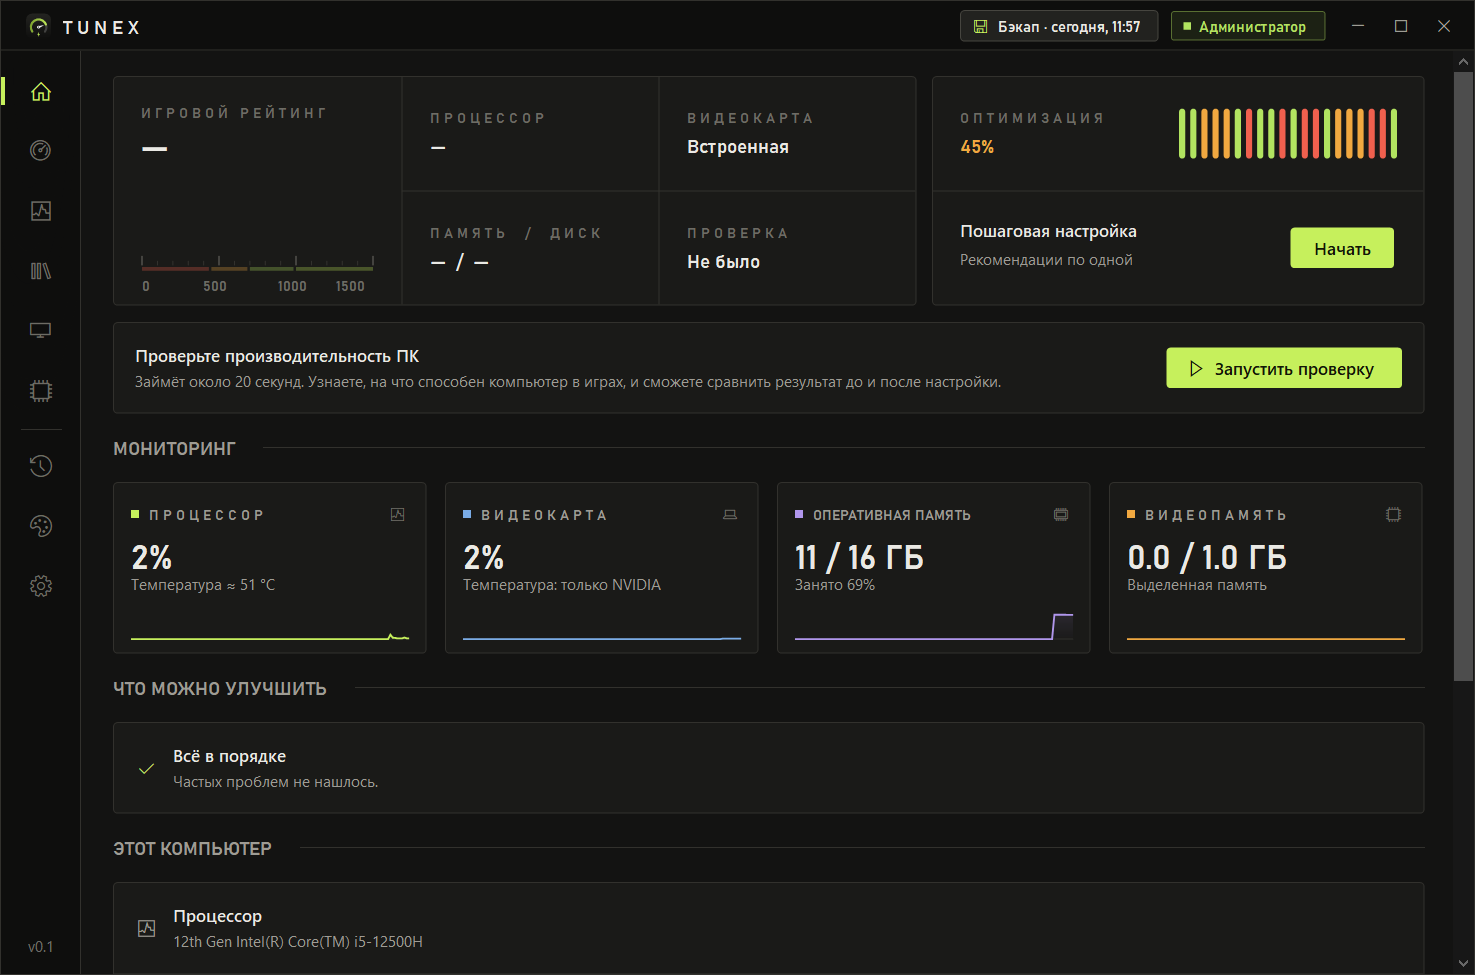 TUNEX
Бэкап · сегодня, 11:57
Администратор
ИГРОВОЙ РЕЙТИНГ
—
0 500 1000 1500
ПРОЦЕССОР
—
ВИДЕОКАРТА
Встроенная
ПАМЯТЬ / ДИСК
— / —
ПРОВЕРКА
Не было
ОПТИМИЗАЦИЯ
45%
Пошаговая настройка
Рекомендации по одной
Начать
Проверьте производительность ПК
Займёт около 20 секунд. Узнаете, на что способен компьютер в играх, и сможете сравнить результат до и после настройки.
Запустить проверку
МОНИТОРИНГ
ПРОЦЕССОР
2%
Температура ≈ 51 °C
ВИДЕОКАРТА
2%
Температура: только NVIDIA
ОПЕРАТИВНАЯ ПАМЯТЬ
11 / 16 ГБ
Занято 69%
ВИДЕОПАМЯТЬ
0.0 / 1.0 ГБ
Выделенная память
ЧТО МОЖНО УЛУЧШИТЬ
Всё в порядке
Частых проблем не нашлось.
ЭТОТ КОМПЬЮТЕР
Процессор
12th Gen Intel(R) Core(TM) i5-12500H
v0.1